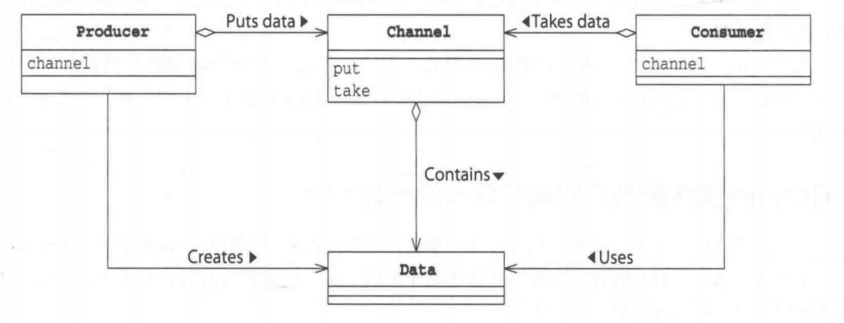 Producer
channel
Puts data ▶
Channel
put
take
◀Takes data
Consumer
channel
Contains▼
Creates ▶
Data
◀Uses